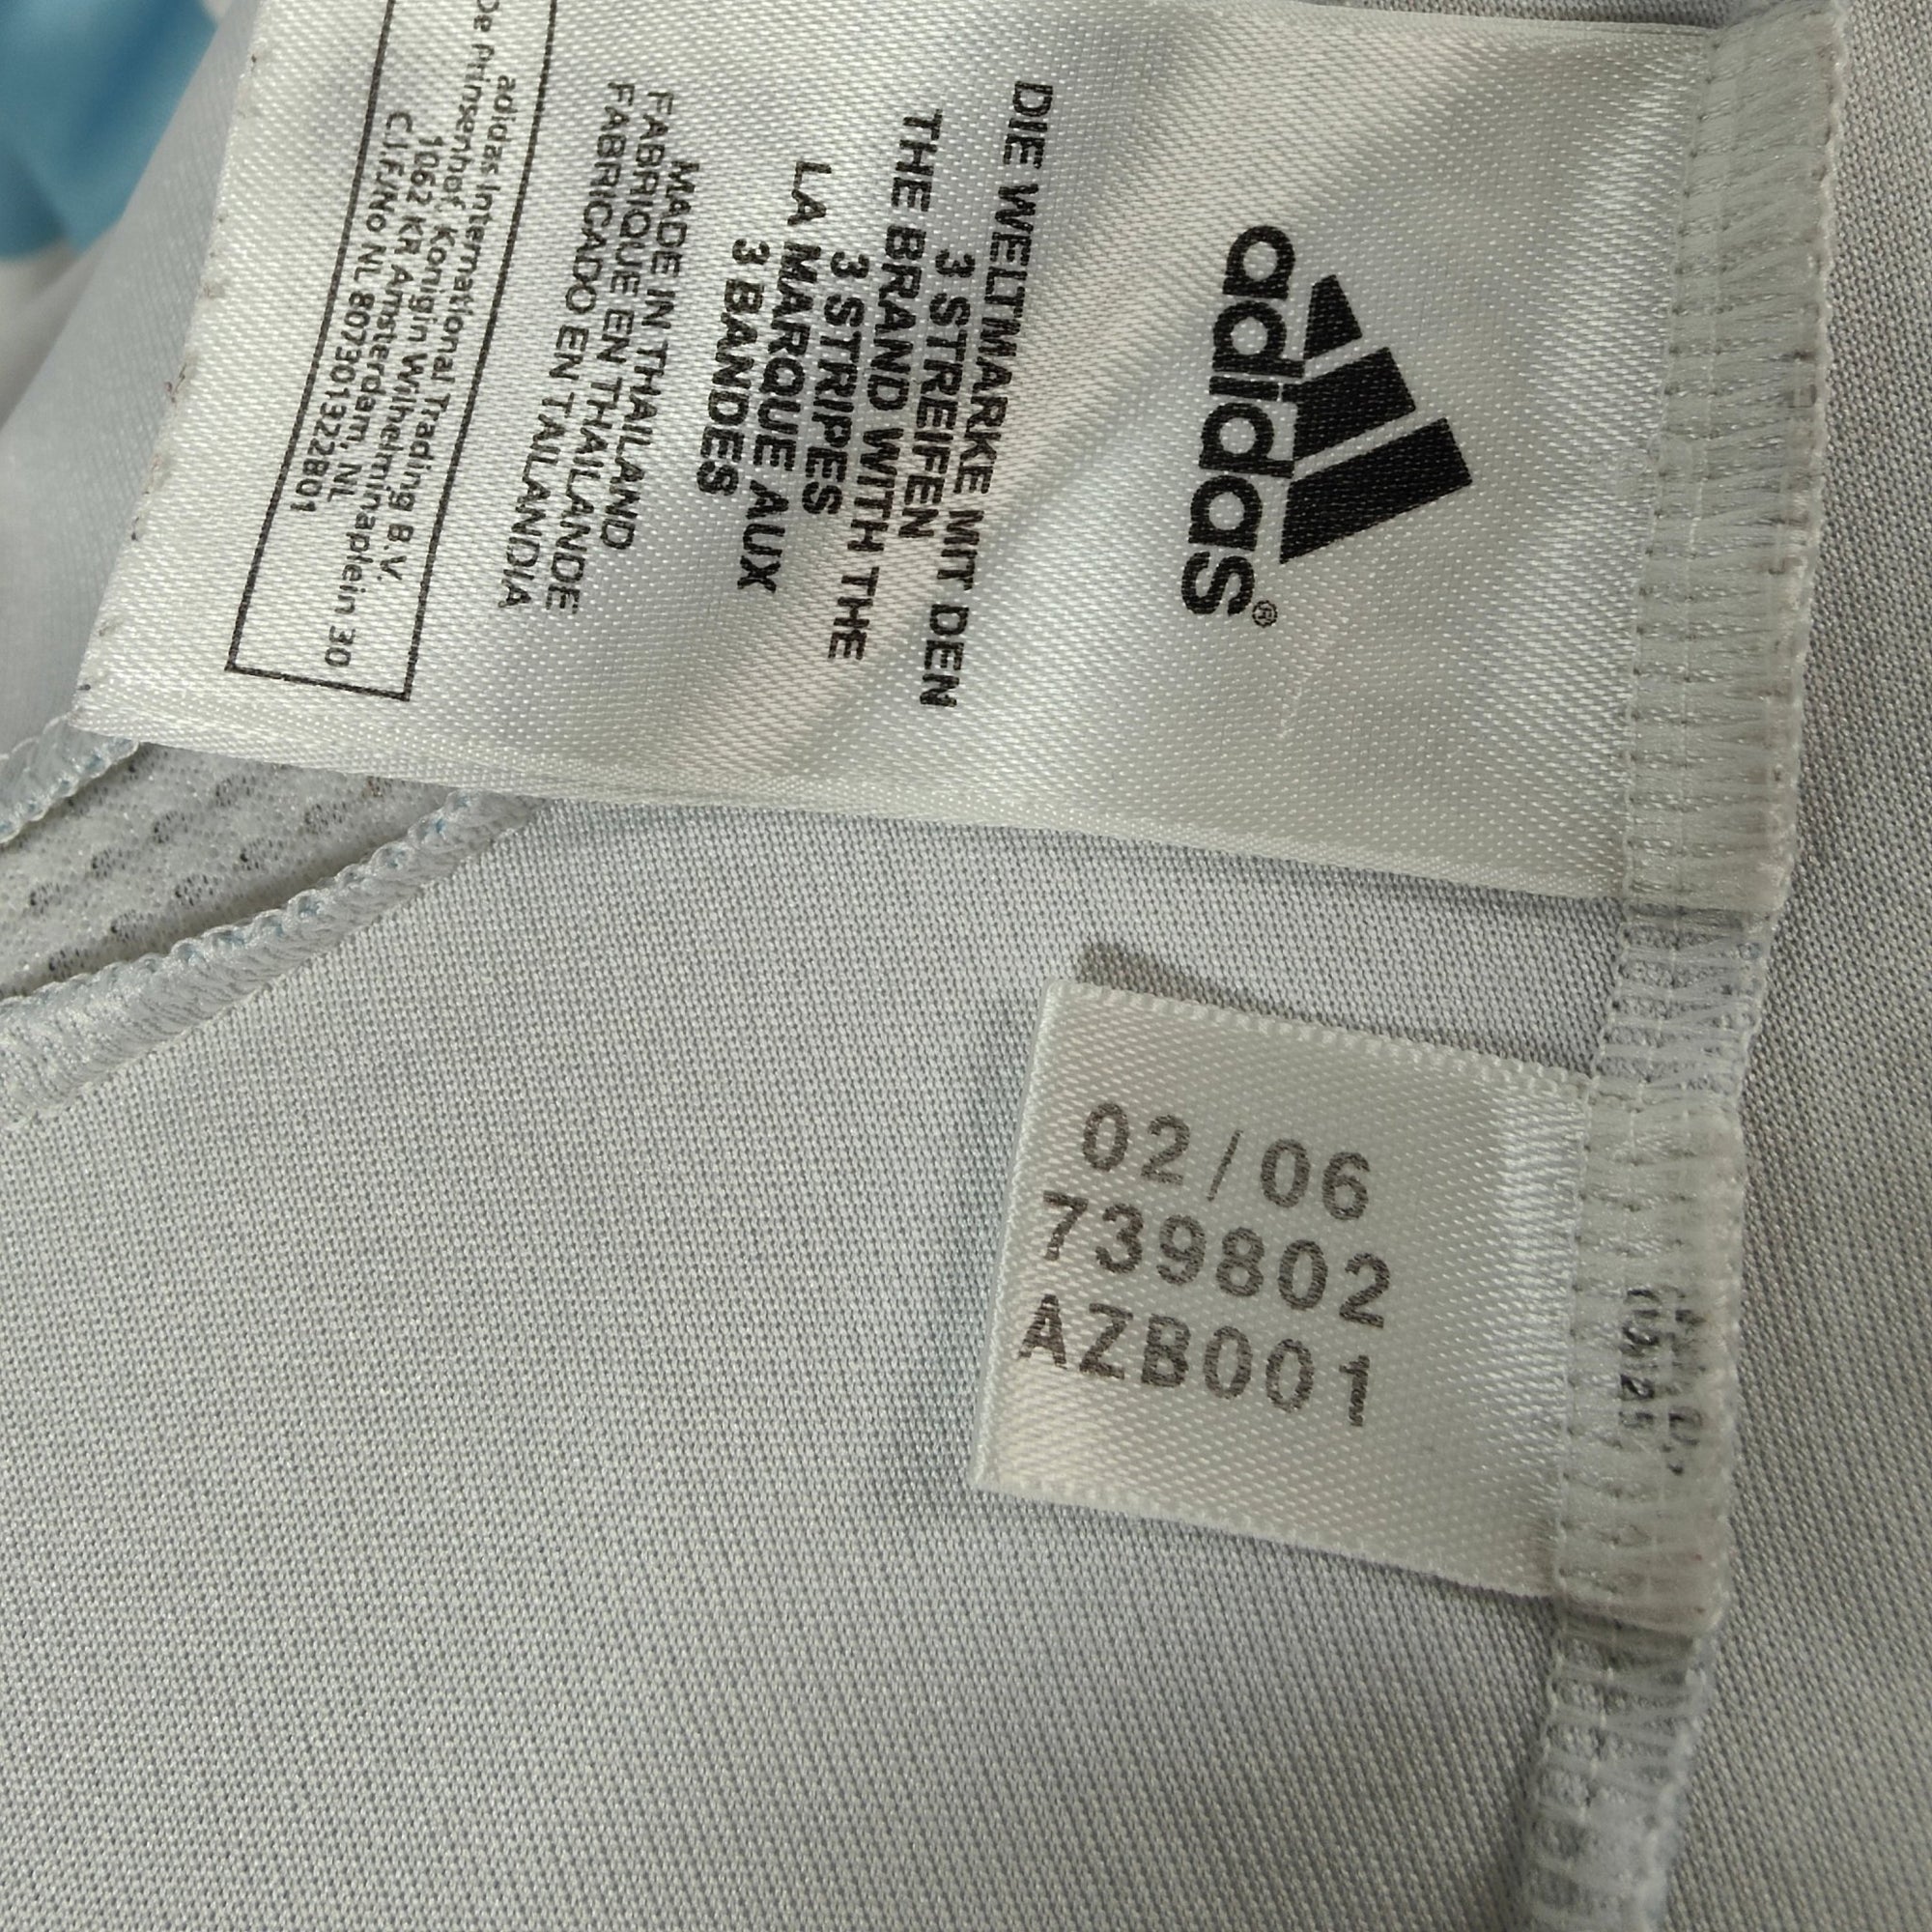 adidas®
DIE WELTMARKE MIT DEN
3 STREIFEN
THE BRAND WITH THE
3 STRIPES
LA MARQUE AUX
3 BANDES
MADE IN THAILAND
FABRIQUE EN THAILANDE
FABRICADO EN TAILANDIA
adidas International Trading B.V.
De Prinsenhof, Konigin Wilhelminaplein 30
1062 KR Amsterdam, NL
C.I.F./No NL 807301322B01
02/06
739802
AZB001